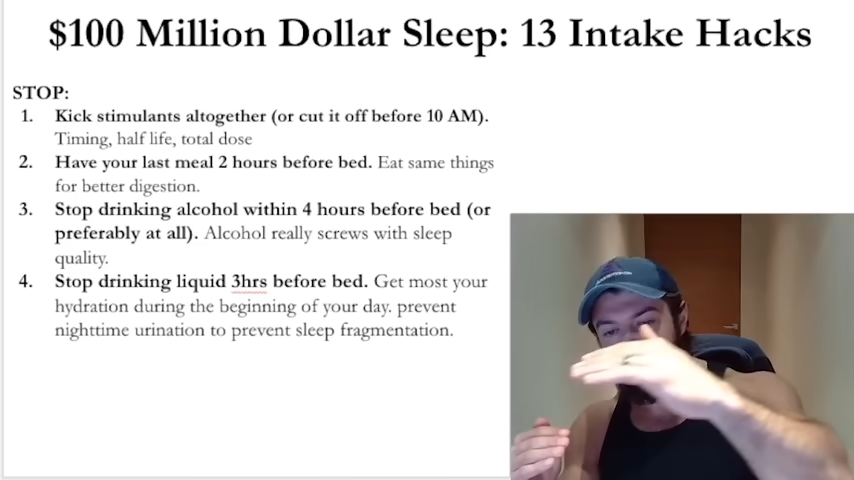 $100 Million Dollar Sleep: 13 Intake Hacks
STOP:
1. Kick stimulants altogether (or cut it off before 10 AM).
Timing, half life, total dose
2. Have your last meal 2 hours before bed. Eat same things
for better digestion.
3. Stop drinking alcohol within 4 hours before bed (or
preferably at all). Alcohol really screws with sleep
quality.
4. Stop drinking liquid 3hrs before bed. Get most your
hydration during the beginning of your day. prevent
nighttime urination to prevent sleep fragmentation.